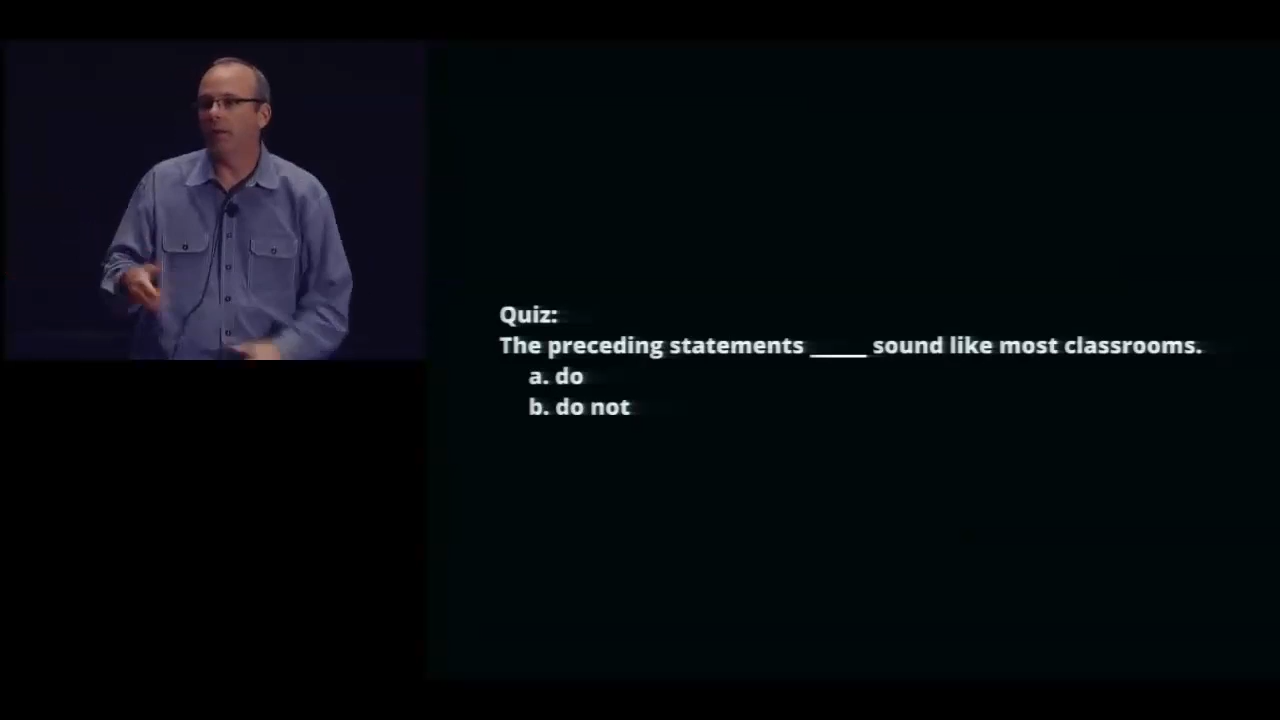 Quiz:
The preceding statements _____ sound like most classrooms.
a. do
b. do not